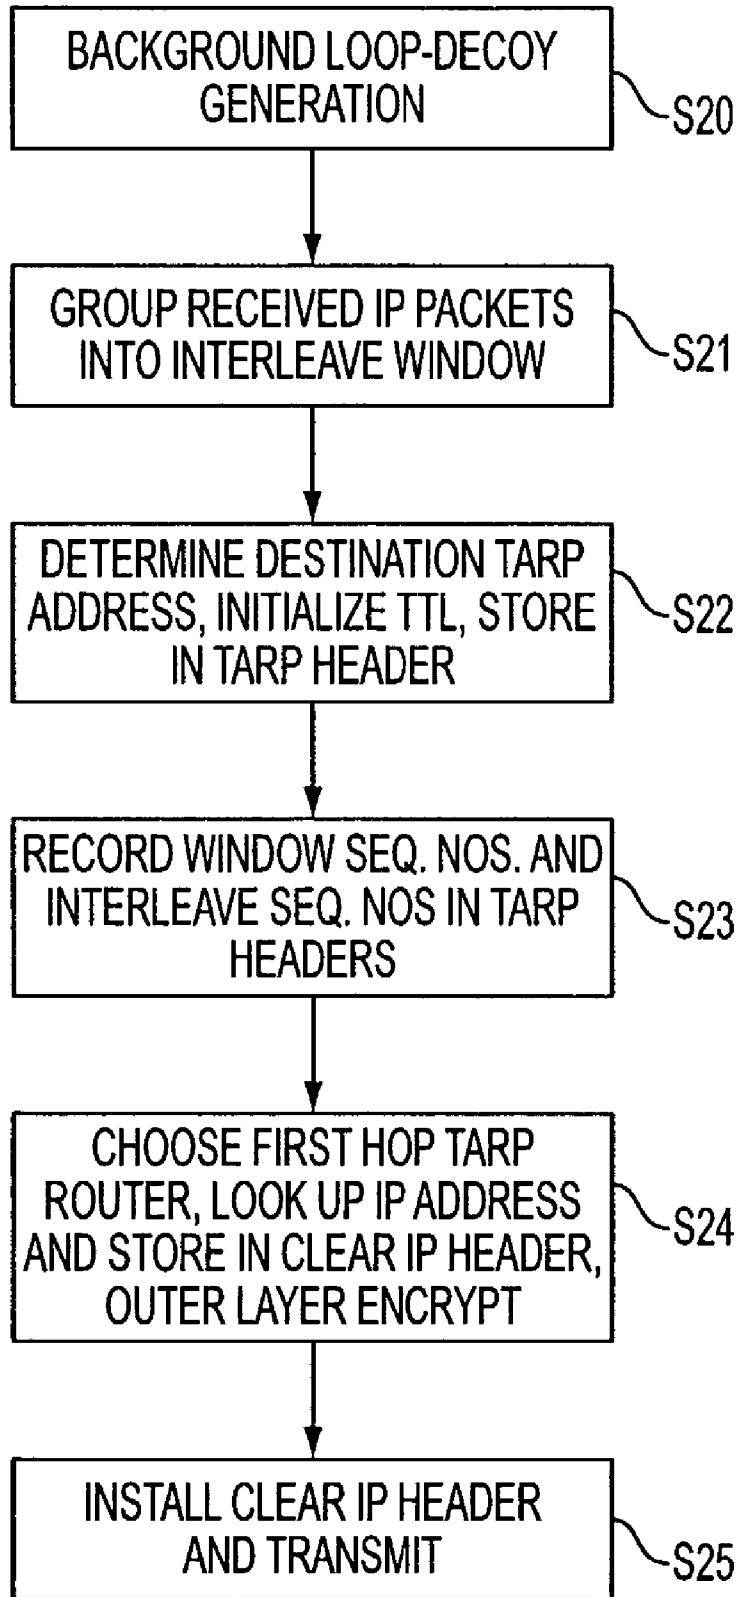 BACKGROUND LOOP-DECOY
GENERATION
S20
GROUP RECEIVED IP PACKETS
INTO INTERLEAVE WINDOW
S21
DETERMINE DESTINATION TARP
ADDRESS, INITIALIZE TTL, STORE
IN TARP HEADER
S22
RECORD WINDOW SEQ. NOS. AND
INTERLEAVE SEQ. NOS IN TARP
HEADERS
S23
CHOOSE FIRST HOP TARP
ROUTER, LOOK UP IP ADDRESS
AND STORE IN CLEAR IP HEADER,
OUTER LAYER ENCRYPT
S24
INSTALL CLEAR IP HEADER
AND TRANSMIT
S25